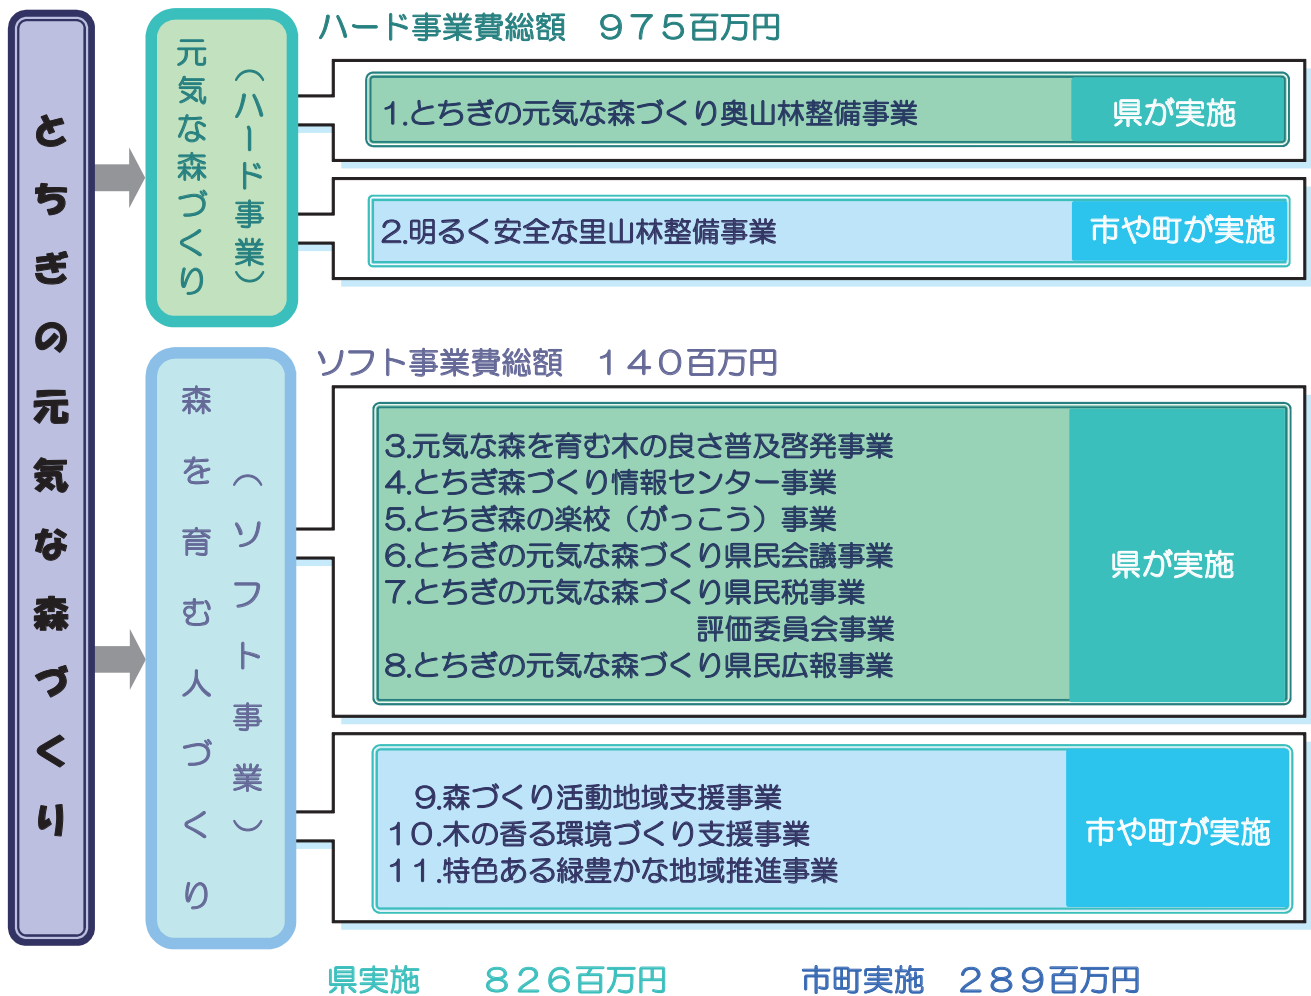 とちぎの元気な森づくり
元気な森づくり
（ハード事業）
ハード事業費総額　９７５百万円
1.とちぎの元気な森づくり奥山林整備事業
県が実施
2.明るく安全な里山林整備事業
市や町が実施
森を育む人づくり
（ソフト事業）
ソフト事業費総額　１４０百万円
3.元気な森を育む木の良さ普及啓発事業
4.とちぎ森づくり情報センター事業
5.とちぎ森の楽校（がっこう）事業
6.とちぎの元気な森づくり県民会議事業
7.とちぎの元気な森づくり県民税事業
評価委員会事業
8.とちぎの元気な森づくり県民広報事業
県が実施
9.森づくり活動地域支援事業
10.木の香る環境づくり支援事業
11.特色ある緑豊かな地域推進事業
市や町が実施
県実施　　８２６百万円
市町実施　２８９百万円